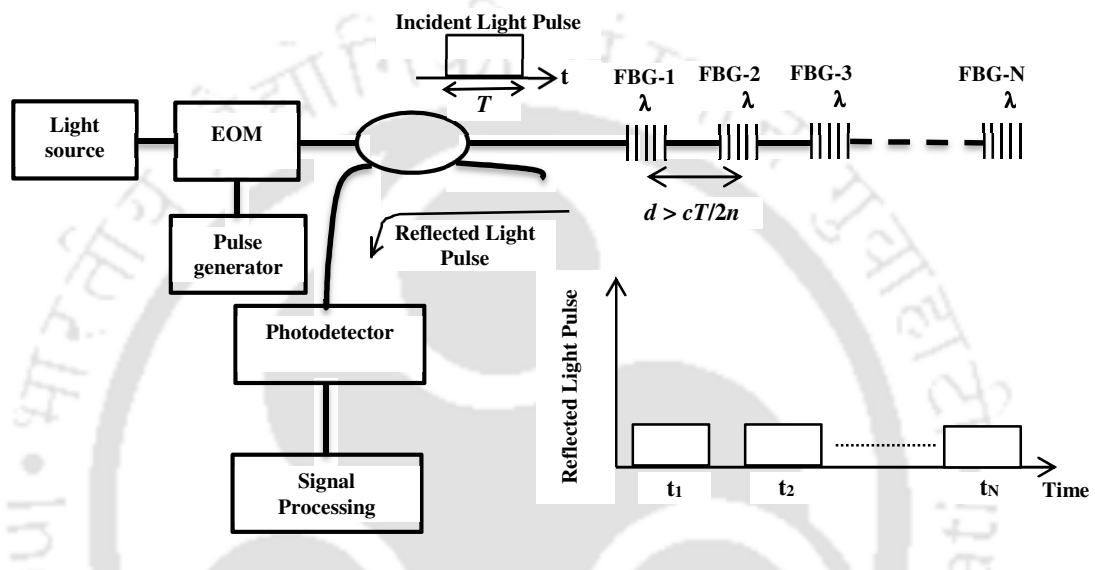 Incident Light Pulse
t
T
FBG-1
FBG-2
FBG-3
FBG-N
λ
λ
λ
λ
Light
source
EOM
d > cT/2n
Pulse
generator
Reflected Light
Pulse
Photodetector
Signal
Processing
Reflected Light Pulse
t1
t2
tN
Time